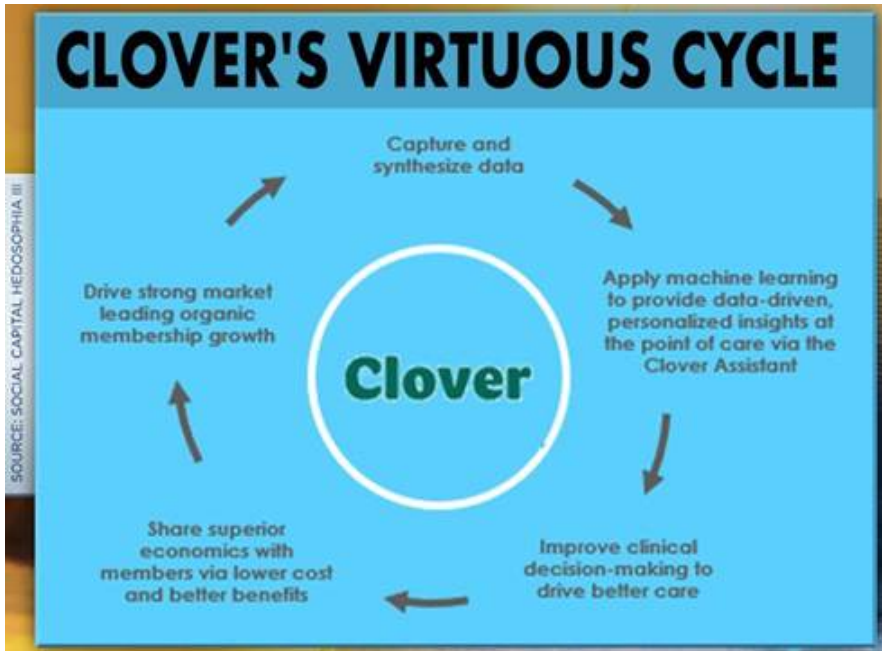 CLOVER'S VIRTUOUS CYCLE
Capture and
synthesize data
Apply machine learning
to provide data-driven,
personalized insights at
the point of care via the
Clover Assistant
Improve clinical
decision-making to
drive better care
Share superior
economics with
members via lower cost
and better benefits
Drive strong market
leading organic
membership growth
Clover
SOURCE: SOCIAL CAPITAL HEDOSOPHIA III